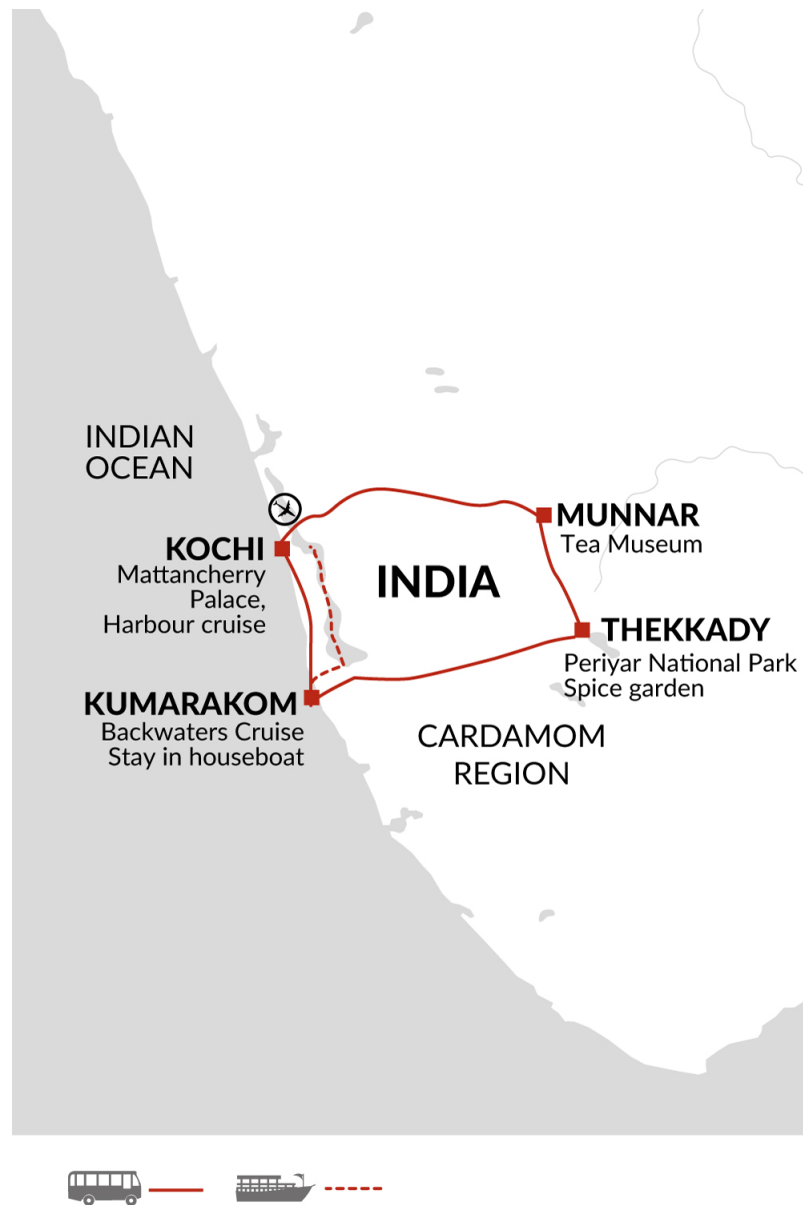 INDIAN
OCEAN
KOCHI
Mattancherry
Palace,
Harbour cruise
INDIA
MUNNAR
Tea Museum
THEKKADY
Periyar National Park
Spice garden
KUMARAKOM
Backwaters Cruise
Stay in houseboat
CARDAMOM
REGION